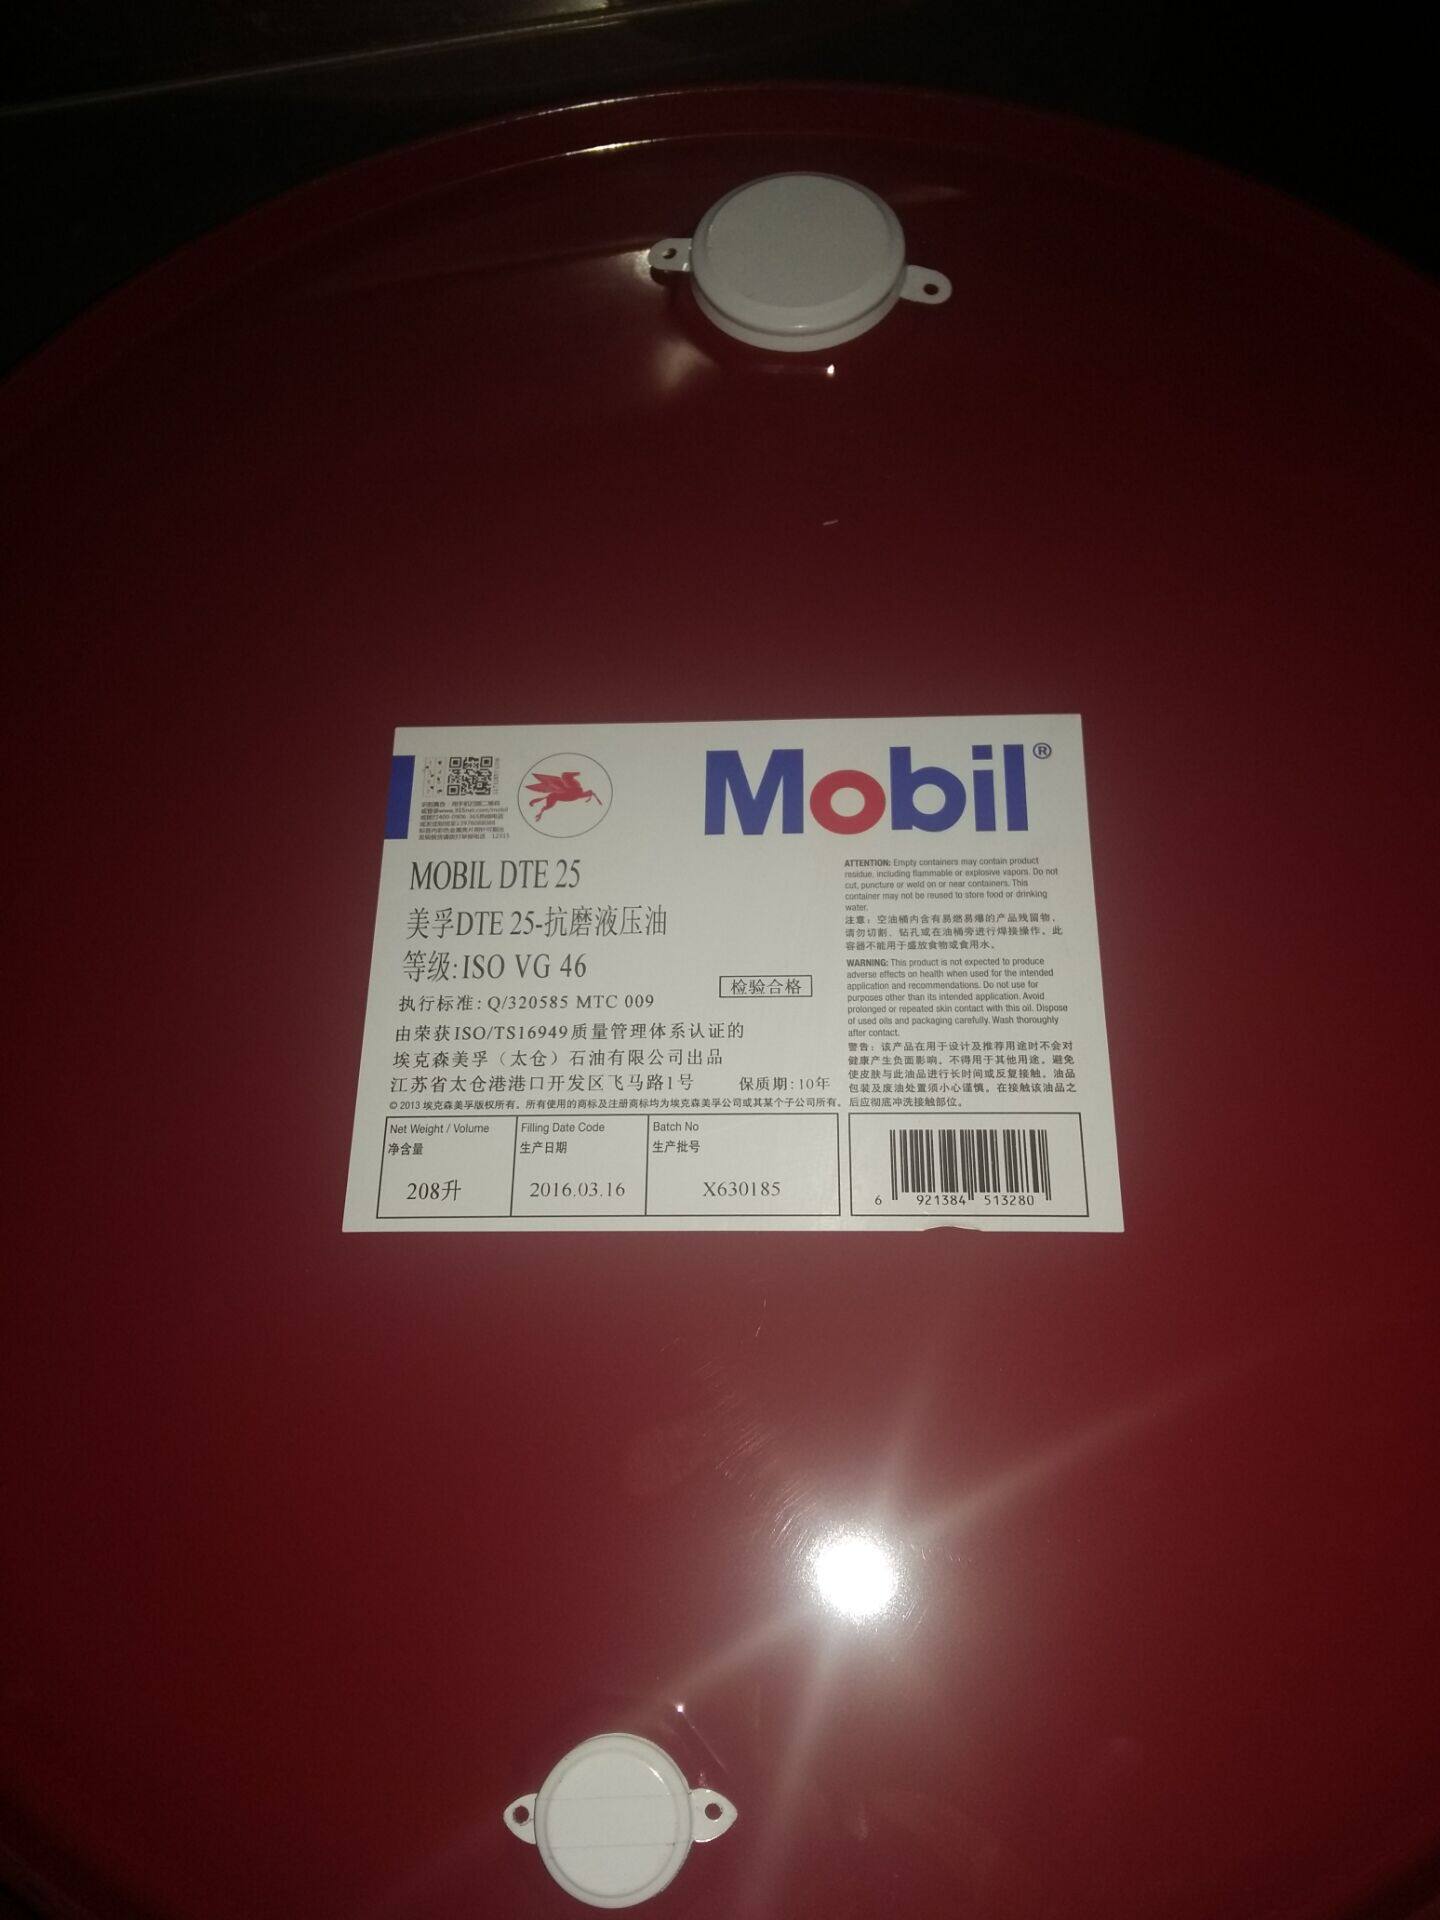 Mobil®
MOBIL DTE 25
美孚DTE 25-抗磨液压油
等级:ISO VG 46
检验合格
执行标准: Q/320585 MTC 009
由荣获ISO/TS16949质量管理体系认证的
埃克森美孚（太仓）石油有限公司出品
江苏省太仓港港口开发区飞马路1号 保质期: 10年
© 2013 埃克森美孚版权所有。所有使用的商标及注册商标均为埃克森美孚公司或其某个子公司所有。
ATTENTION: Empty containers may contain product
residue, including flammable or explosive vapors. Do not
cut, puncture or weld on or near containers. This
container may not be reused to store food or drinking
water.
注意：空油桶内含有易燃易爆的产品残留物，
请勿切割、钻孔或在油桶旁进行焊接操作。此
容器不能用于盛放食物或食用水。
WARNING: This product is not expected to produce
adverse effects on health when used for the intended
application and recommendations. Do not use for
purposes other than its intended application. Avoid
prolonged or repeated skin contact with this oil. Dispose
of used oils and packaging carefully. Wash thoroughly
after contact.
警告：该产品在用于设计及推荐用途时不会对
健康产生负面影响。不得用于其他用途。避免
使皮肤与此油品进行长时间或反复接触。油品
包装及废油处置须小心谨慎。在接触该油品之
后应彻底冲洗接触部位。
Net Weight / Volume
净含量
208升
Filling Date Code
生产日期
2016.03.16
Batch No
生产批号
X630185
6 921384 513280